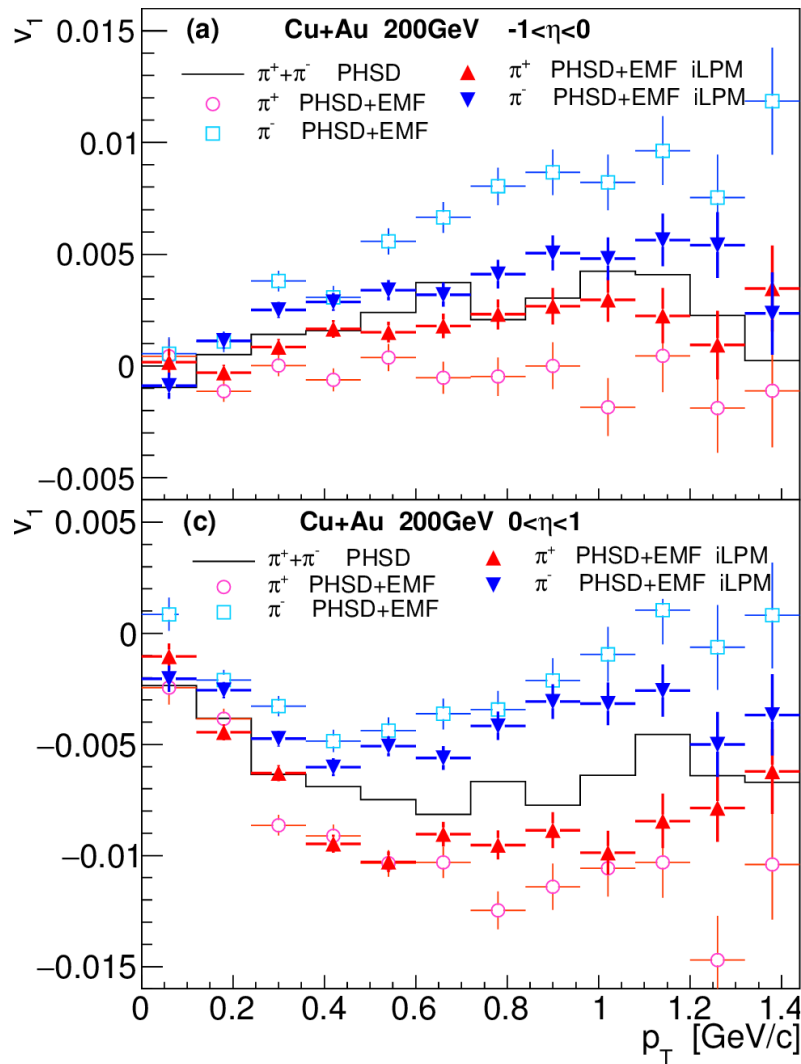 v₁
0.015
(a) Cu+Au 200GeV -1<η<0
π⁺+π⁻ PHSD
π⁺ PHSD+EMF iLPM
π⁺ PHSD+EMF
π⁻ PHSD+EMF iLPM
π⁻ PHSD+EMF
0.01
0.005
0
−0.005
v₁
0.005
(c) Cu+Au 200GeV 0<η<1
π⁺+π⁻ PHSD
π⁺ PHSD+EMF iLPM
π⁺ PHSD+EMF
π⁻ PHSD+EMF iLPM
π⁻ PHSD+EMF
0
−0.005
−0.01
−0.015
0 0.2 0.4 0.6 0.8 1 1.2 1.4
p_T [GeV/c]